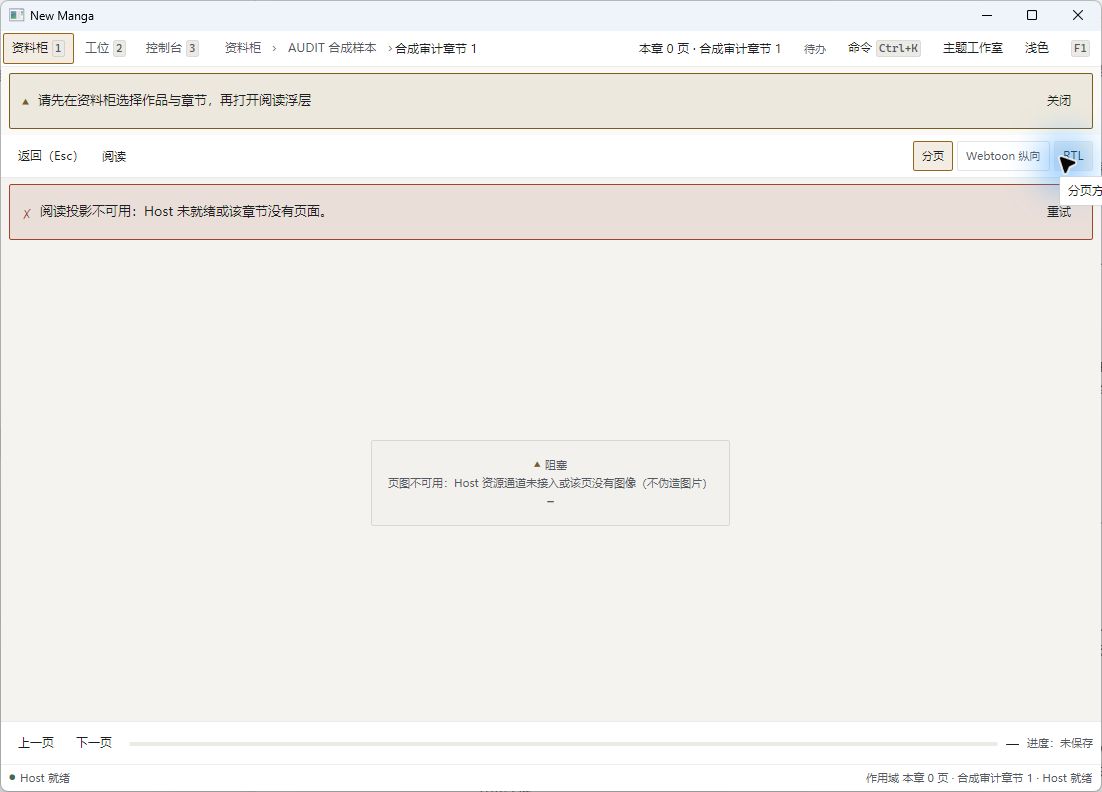 New Manga
资料柜 1 工位 2 控制台 3 资料柜 › AUDIT 合成样本 › 合成审计章节 1 本章 0 页 · 合成审计章节 1 待办 命令 Ctrl+K 主题工作室 浅色 F1
▲ 请先在资料柜选择作品与章节，再打开阅读浮层 关闭
返回（Esc） 阅读 分页 Webtoon 纵向 RTL
分页方
X 阅读投影不可用：Host 未就绪或该章节没有页面。 重试
▲ 阻塞
页图不可用：Host 资源通道未接入或该页没有图像（不伪造图片）
—
上一页 下一页 — 进度：未保存
Host 就绪 作用域 本章 0 页 · 合成审计章节 1 · Host 就绪